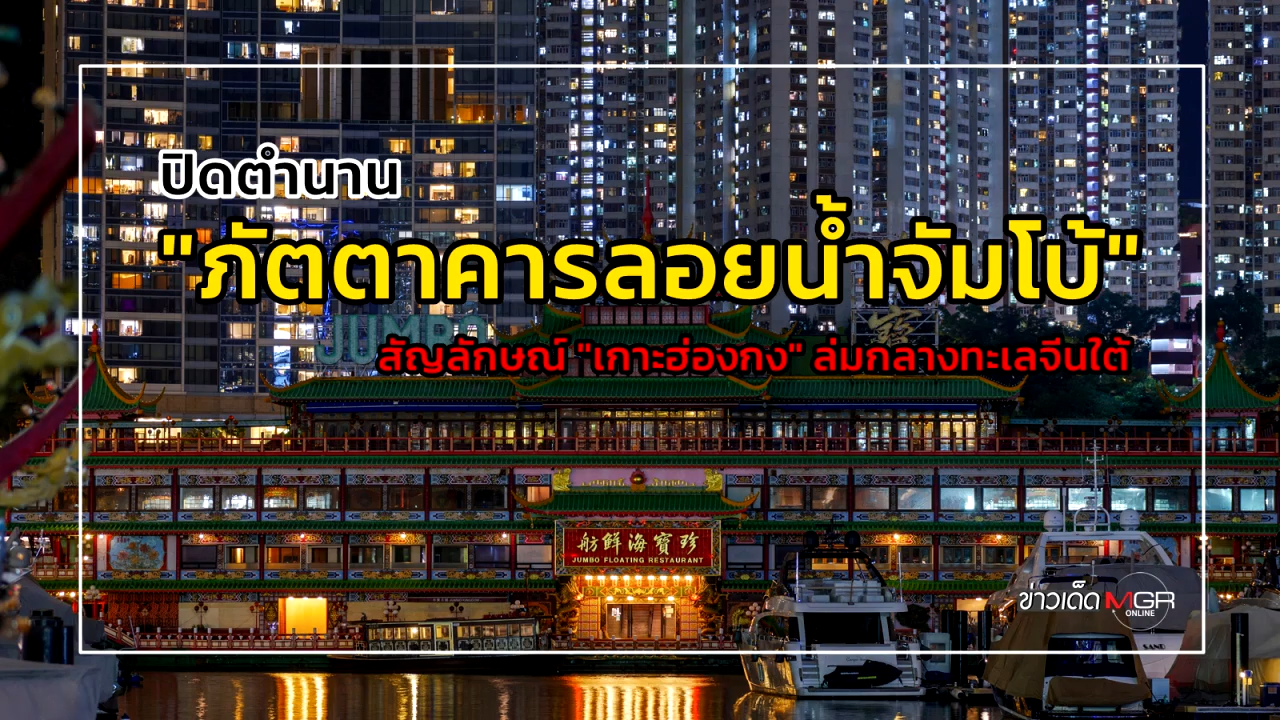 ปิดตำนาน
"ภัตตาคารลอยน้ำจัมโบ้"
JUMBO
สัญลักษณ์ "เกาะฮ่องกง" ล่มกลางทะเลจีนใต้
舫鮮海寶珍
JUMBO FLOATING RESTAURANT
ข่าวเด็ด MGR
ONLINE
SAND